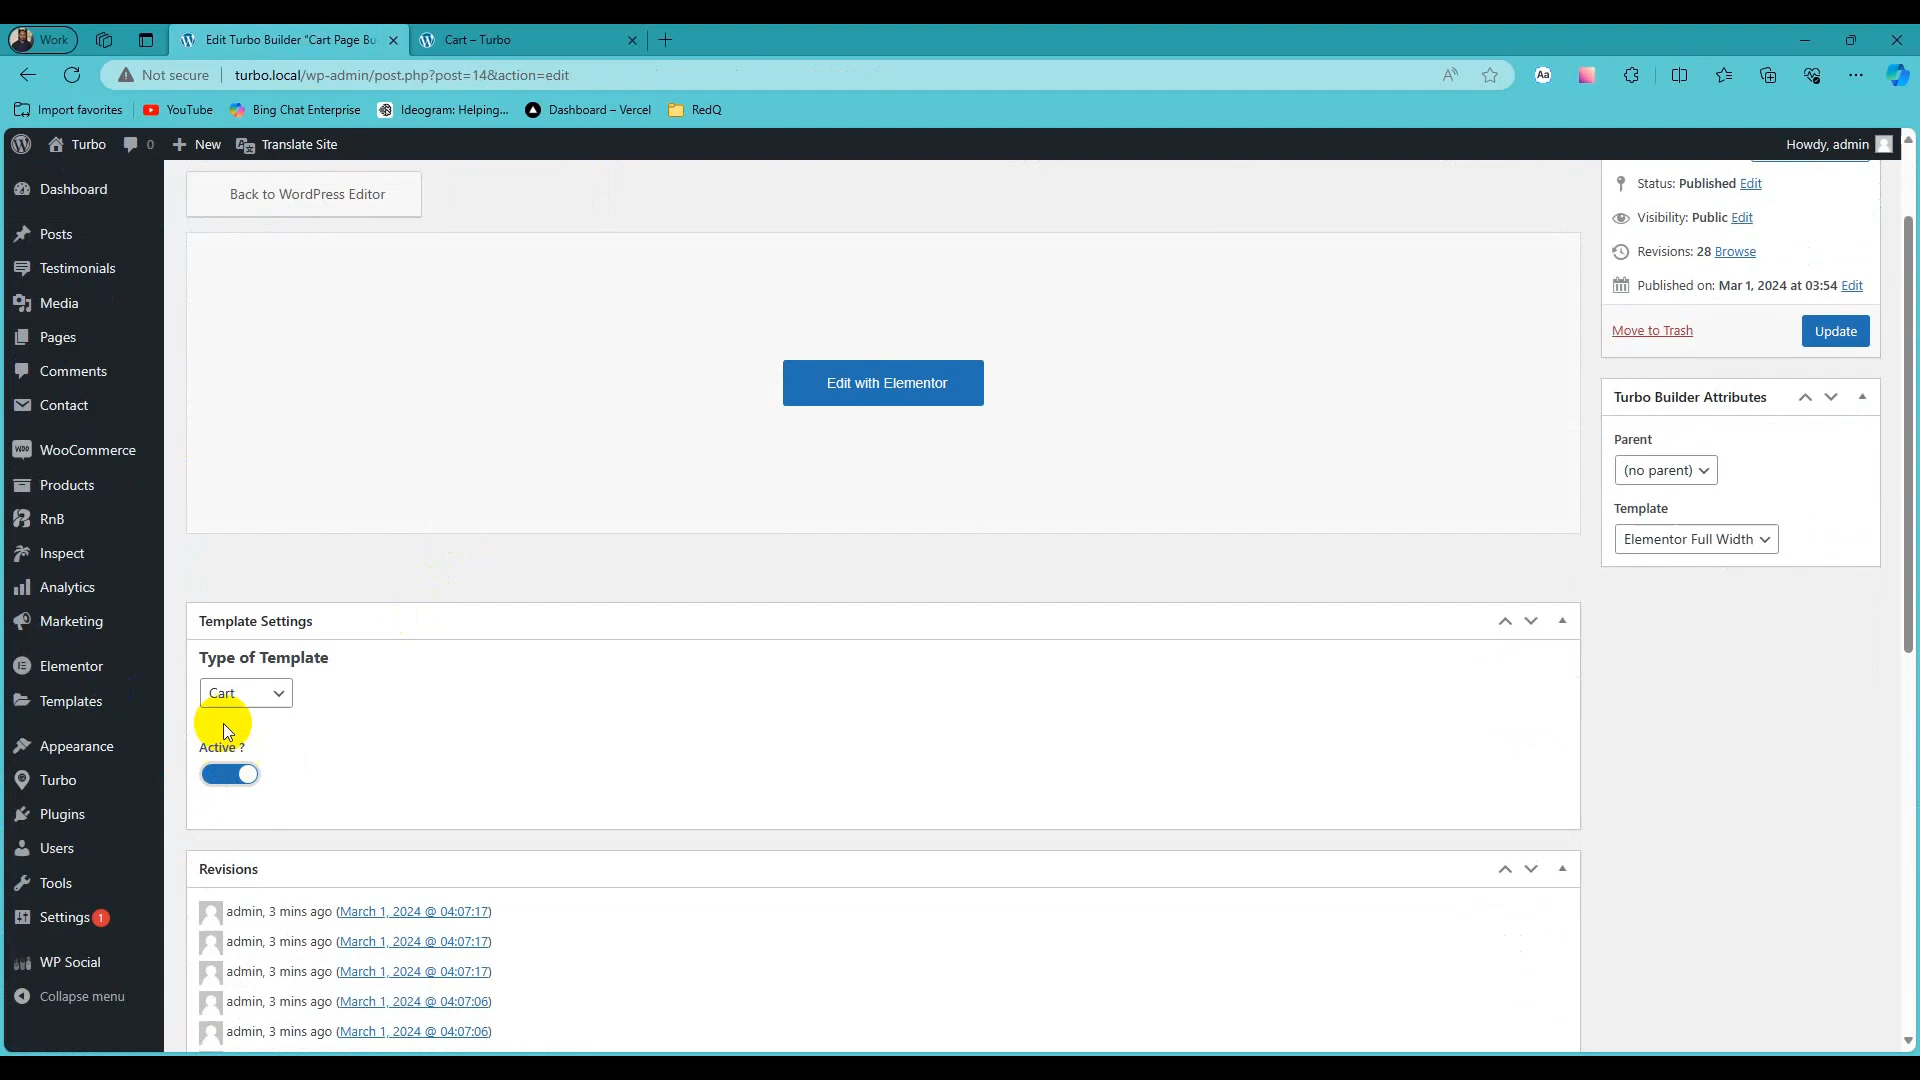 Work
Edit Turbo Builder "Cart Page Bu
Cart – Turbo
Not secure
turbo.local/wp-admin/post.php?post=14&action=edit
Import favorites
YouTube
Bing Chat Enterprise
Ideogram: Helping...
Dashboard – Vercel
RedQ
Turbo
0
New
Translate Site
Howdy, admin
Dashboard
Posts
Testimonials
Media
Pages
Comments
Contact
WooCommerce
Products
RnB
Inspect
Analytics
Marketing
Elementor
Templates
Appearance
Turbo
Plugins
Users
Tools
Settings 1
WP Social
Collapse menu
Back to WordPress Editor
Edit with Elementor
Template Settings
Type of Template
Cart
Active ?
Revisions
admin, 3 mins ago (March 1, 2024 @ 04:07:17)
admin, 3 mins ago (March 1, 2024 @ 04:07:17)
admin, 3 mins ago (March 1, 2024 @ 04:07:17)
admin, 3 mins ago (March 1, 2024 @ 04:07:06)
admin, 3 mins ago (March 1, 2024 @ 04:07:06)
Status: Published Edit
Visibility: Public Edit
Revisions: 28 Browse
Published on: Mar 1, 2024 at 03:54 Edit
Move to Trash
Update
Turbo Builder Attributes
Parent
(no parent)
Template
Elementor Full Width